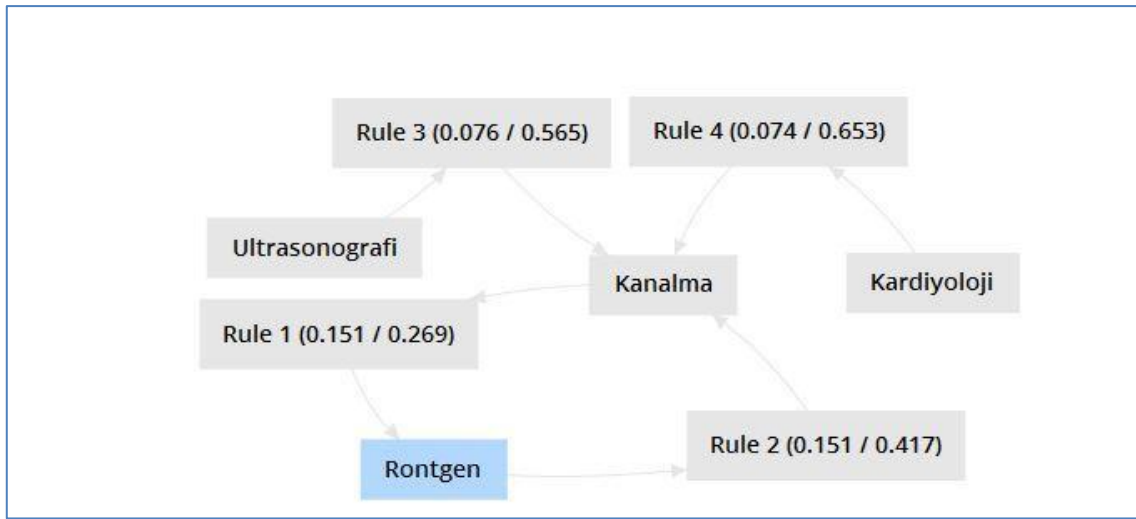 Rule 3 (0.076 / 0.565)
Rule 4 (0.074 / 0.653)
Ultrasonografi
Kanalma
Kardiyoloji
Rule 1 (0.151 / 0.269)
Rule 2 (0.151 / 0.417)
Rontgen